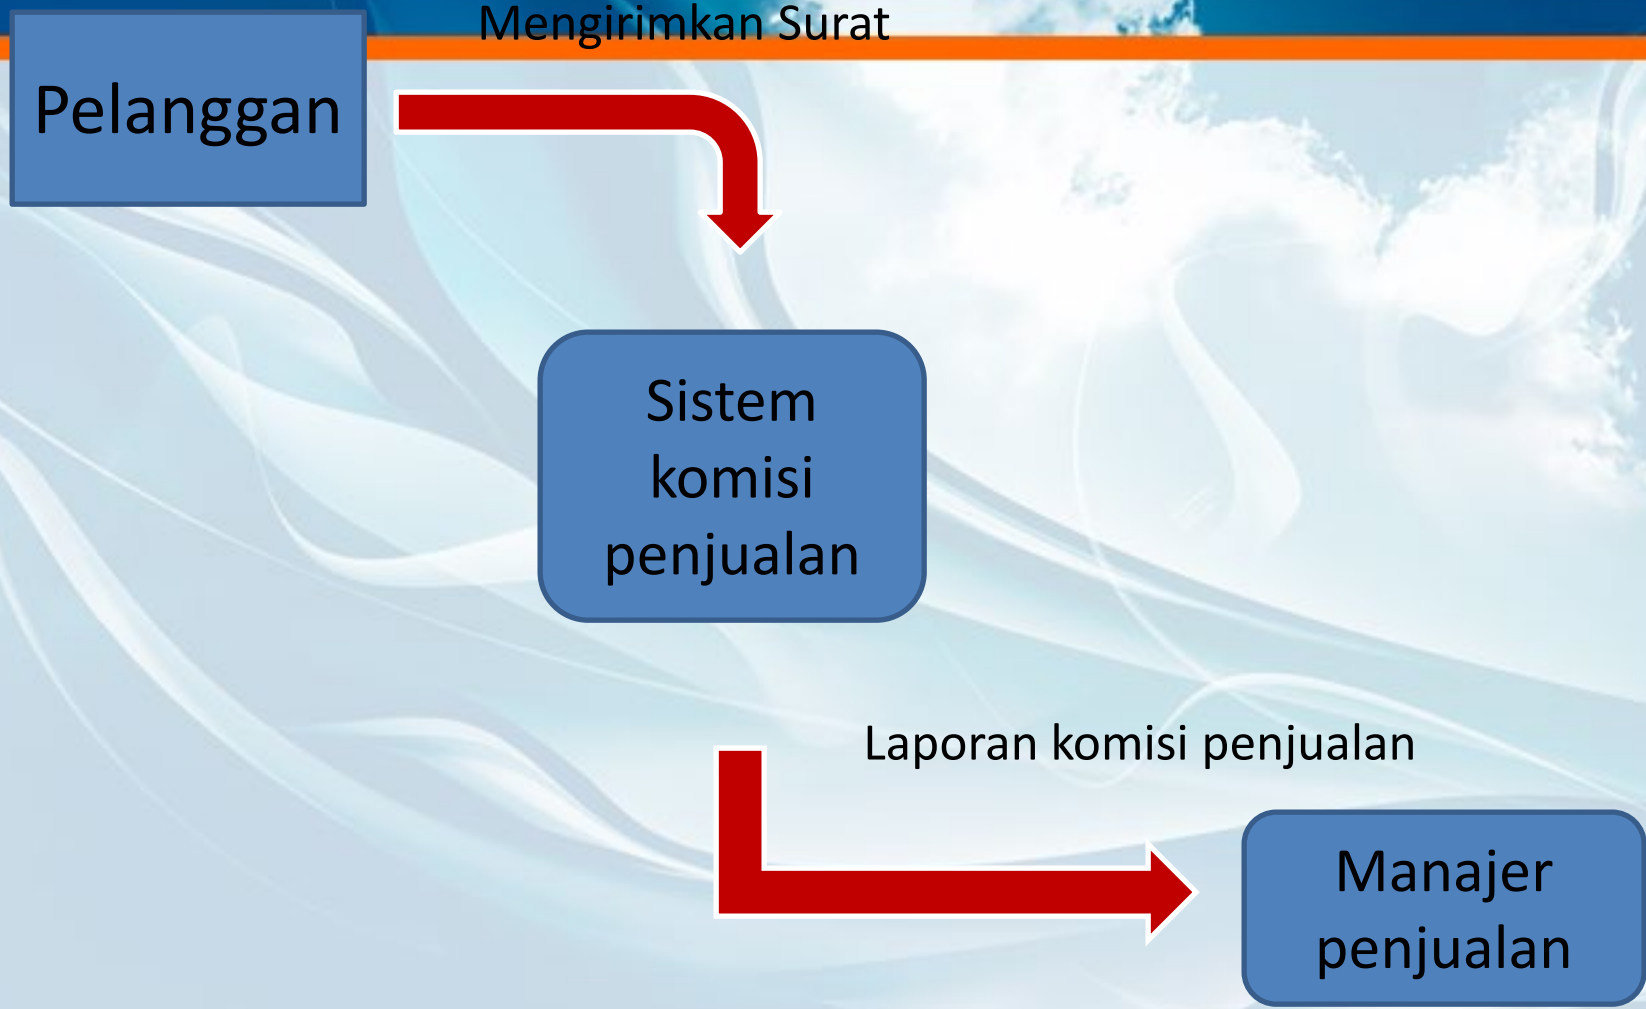 Mengirimkan Surat
Pelanggan
Sistem
komisi
penjualan
Laporan komisi penjualan
Manajer
penjualan